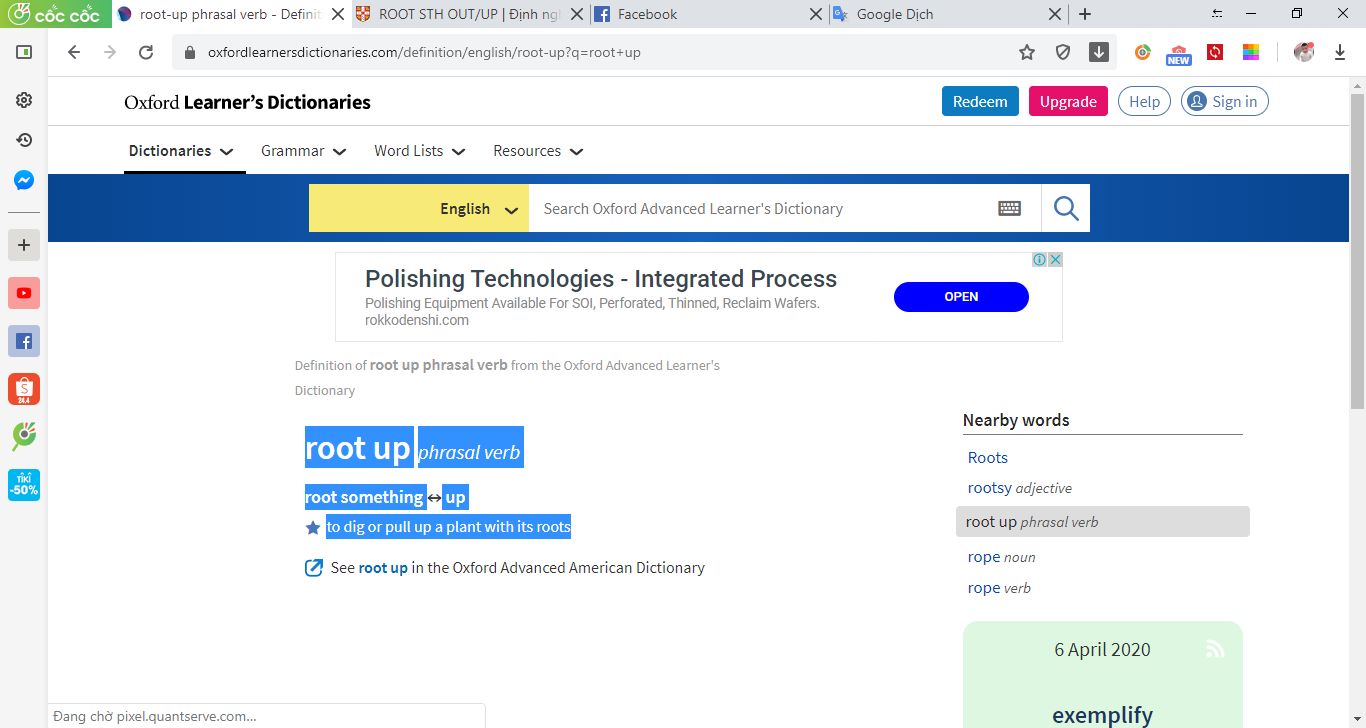 cốc cốc
root-up phrasal verb - Definit
ROOT STH OUT/UP | Định ng
Facebook
Google Dịch
oxfordlearnersdictionaries.com/definition/english/root-up?q=root+up
NEW
Oxford Learner's Dictionaries
Redeem
Upgrade
Help
Sign in
Dictionaries
Grammar
Word Lists
Resources
English
Search Oxford Advanced Learner's Dictionary
Polishing Technologies - Integrated Process
Polishing Equipment Available For SOI, Perforated, Thinned, Reclaim Wafers.
rokkodenshi.com
OPEN
Definition of root up phrasal verb from the Oxford Advanced Learner's
Dictionary
root up phrasal verb
root something ↔ up
to dig or pull up a plant with its roots
See root up in the Oxford Advanced American Dictionary
Nearby words
Roots
rootsy adjective
root up phrasal verb
rope noun
rope verb
6 April 2020
exemplify
24.4
TIKI
-50%
Đang chờ pixel.quantserve.com...